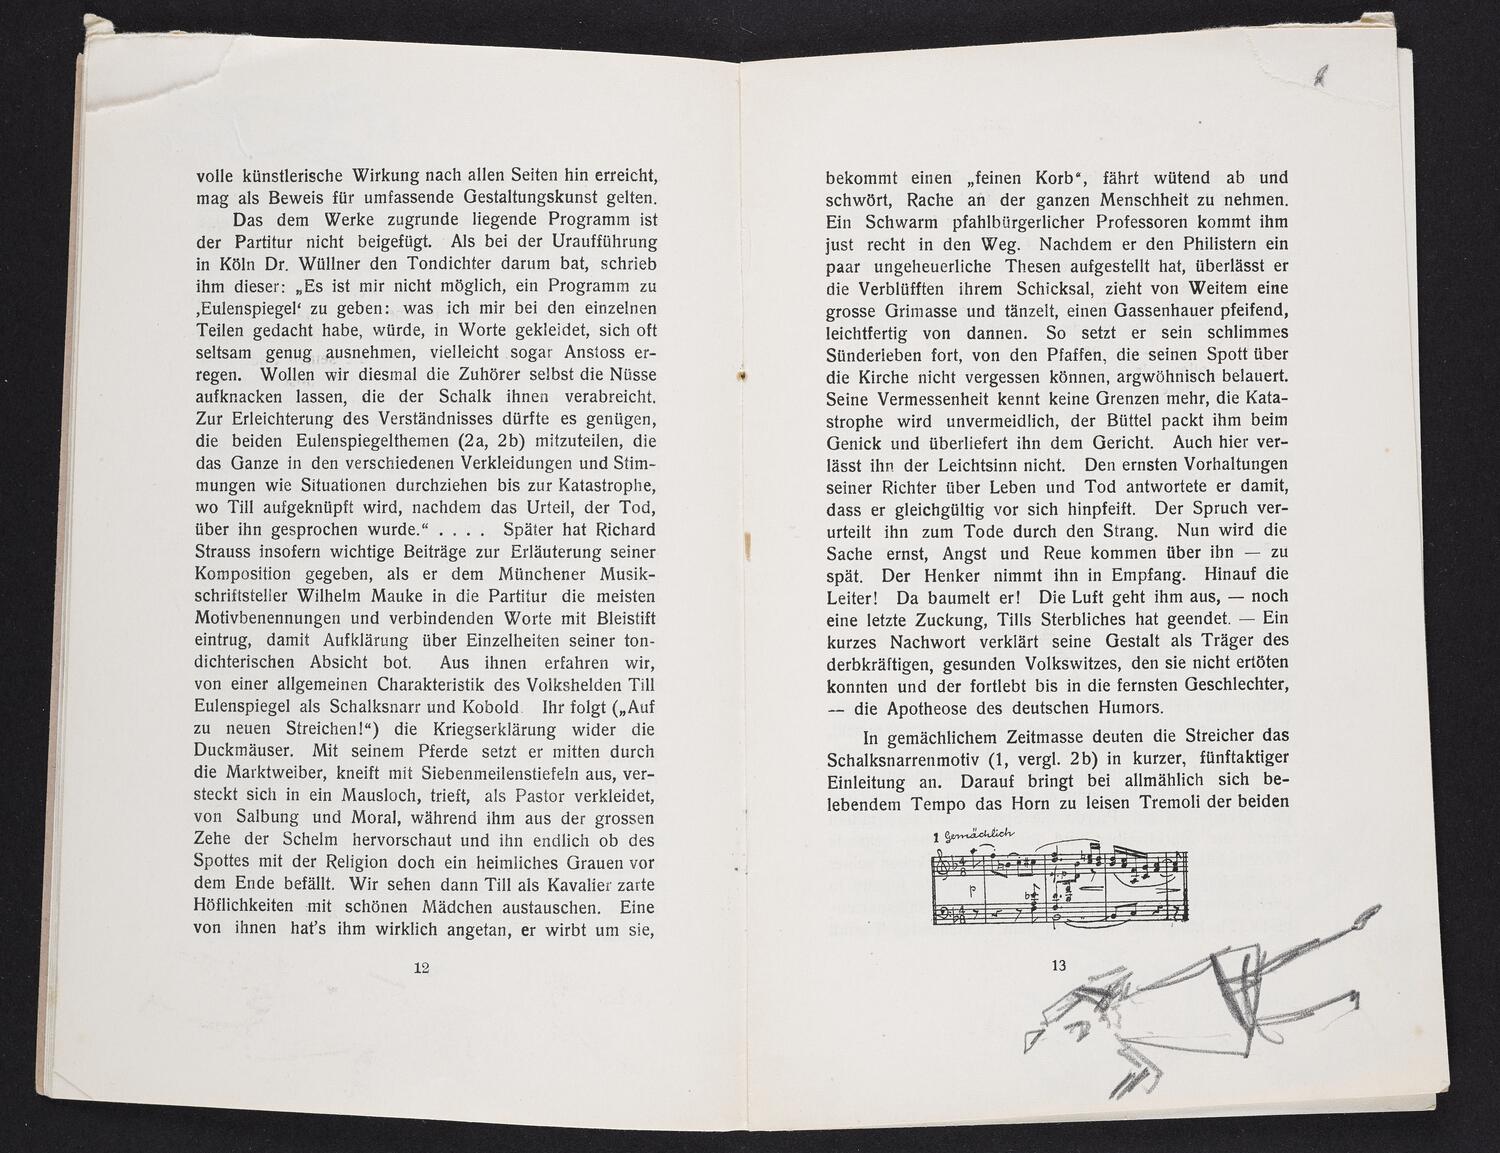 volle künstlerische Wirkung nach allen Seiten hin erreicht,
mag als Beweis für umfassende Gestaltungskunst gelten.
Das dem Werke zugrunde liegende Programm ist
der Partitur nicht beigefügt. Als bei der Uraufführung
in Köln Dr. Wüllner den Tondichter darum bat, schrieb
ihm dieser: „Es ist mir nicht möglich, ein Programm zu
‚Eulenspiegel‘ zu geben: was ich mir bei den einzelnen
Teilen gedacht habe, würde, in Worte gekleidet, sich oft
seltsam genug ausnehmen, vielleicht sogar Anstoss er-
regen. Wollen wir diesmal die Zuhörer selbst die Nüsse
aufknacken lassen, die der Schalk ihnen verabreicht.
Zur Erleichterung des Verständnisses dürfte es genügen,
die beiden Eulenspiegelthemen (2a, 2b) mitzuteilen, die
das Ganze in den verschiedenen Verkleidungen und Stim-
mungen wie Situationen durchziehen bis zur Katastrophe,
wo Till aufgeknüpft wird, nachdem das Urteil, der Tod,
über ihn gesprochen wurde.“ . . . . Später hat Richard
Strauss insofern wichtige Beiträge zur Erläuterung seiner
Komposition gegeben, als er dem Münchener Musik-
schriftsteller Wilhelm Mauke in die Partitur die meisten
Motivbenennungen und verbindenden Worte mit Bleistift
eintrug, damit Aufklärung über Einzelheiten seiner ton-
dichterischen Absicht bot. Aus ihnen erfahren wir,
von einer allgemeinen Charakteristik des Volkshelden Till
Eulenspiegel als Schalksnarr und Kobold Ihr folgt („Auf
zu neuen Streichen!“) die Kriegserklärung wider die
Duckmäuser. Mit seinem Pferde setzt er mitten durch
die Marktweiber, kneift mit Siebenmeilenstiefeln aus, ver-
steckt sich in ein Mausloch, trieft, als Pastor verkleidet,
von Salbung und Moral, während ihm aus der grossen
Zehe der Schelm hervorschaut und ihn endlich ob des
Spottes mit der Religion doch ein heimliches Grauen vor
dem Ende befällt. Wir sehen dann Till als Kavalier zarte
Höflichkeiten mit schönen Mädchen austauschen. Eine
von ihnen hat's ihm wirklich angetan, er wirbt um sie,
12
bekommt einen „feinen Korb“, fährt wütend ab und
schwört, Rache an der ganzen Menschheit zu nehmen.
Ein Schwarm pfahlbürgerlicher Professoren kommt ihm
just recht in den Weg. Nachdem er den Philistern ein
paar ungeheuerliche Thesen aufgestellt hat, überlässt er
die Verblüfften ihrem Schicksal, zieht von Weitem eine
grosse Grimasse und tänzelt, einen Gassenhauer pfeifend,
leichtfertig von dannen. So setzt er sein schlimmes
Sünderleben fort, von den Pfaffen, die seinen Spott über
die Kirche nicht vergessen können, argwöhnisch belauert.
Seine Vermessenheit kennt keine Grenzen mehr, die Kata-
strophe wird unvermeidlich, der Büttel packt ihm beim
Genick und überliefert ihn dem Gericht. Auch hier ver-
lässt ihn der Leichtsinn nicht. Den ernsten Vorhaltungen
seiner Richter über Leben und Tod antwortete er damit,
dass er gleichgültig vor sich hinpfeift. Der Spruch ver-
urteilt ihn zum Tode durch den Strang. Nun wird die
Sache ernst, Angst und Reue kommen über ihn — zu
spät. Der Henker nimmt ihn in Empfang. Hinauf die
Leiter! Da baumelt er! Die Luft geht ihm aus, — noch
eine letzte Zuckung, Tills Sterbliches hat geendet. — Ein
kurzes Nachwort verklärt seine Gestalt als Träger des
derbkräftigen, gesunden Volkswitzes, den sie nicht ertöten
konnten und der fortlebt bis in die fernsten Geschlechter,
— die Apotheose des deutschen Humors.
In gemächlichem Zeitmasse deuten die Streicher das
Schalksnarrenmotiv (1, vergl. 2b) in kurzer, fünftaktiger
Einleitung an. Darauf bringt bei allmählich sich be-
lebendem Tempo das Horn zu leisen Tremoli der beiden
1 Gemächlich
13